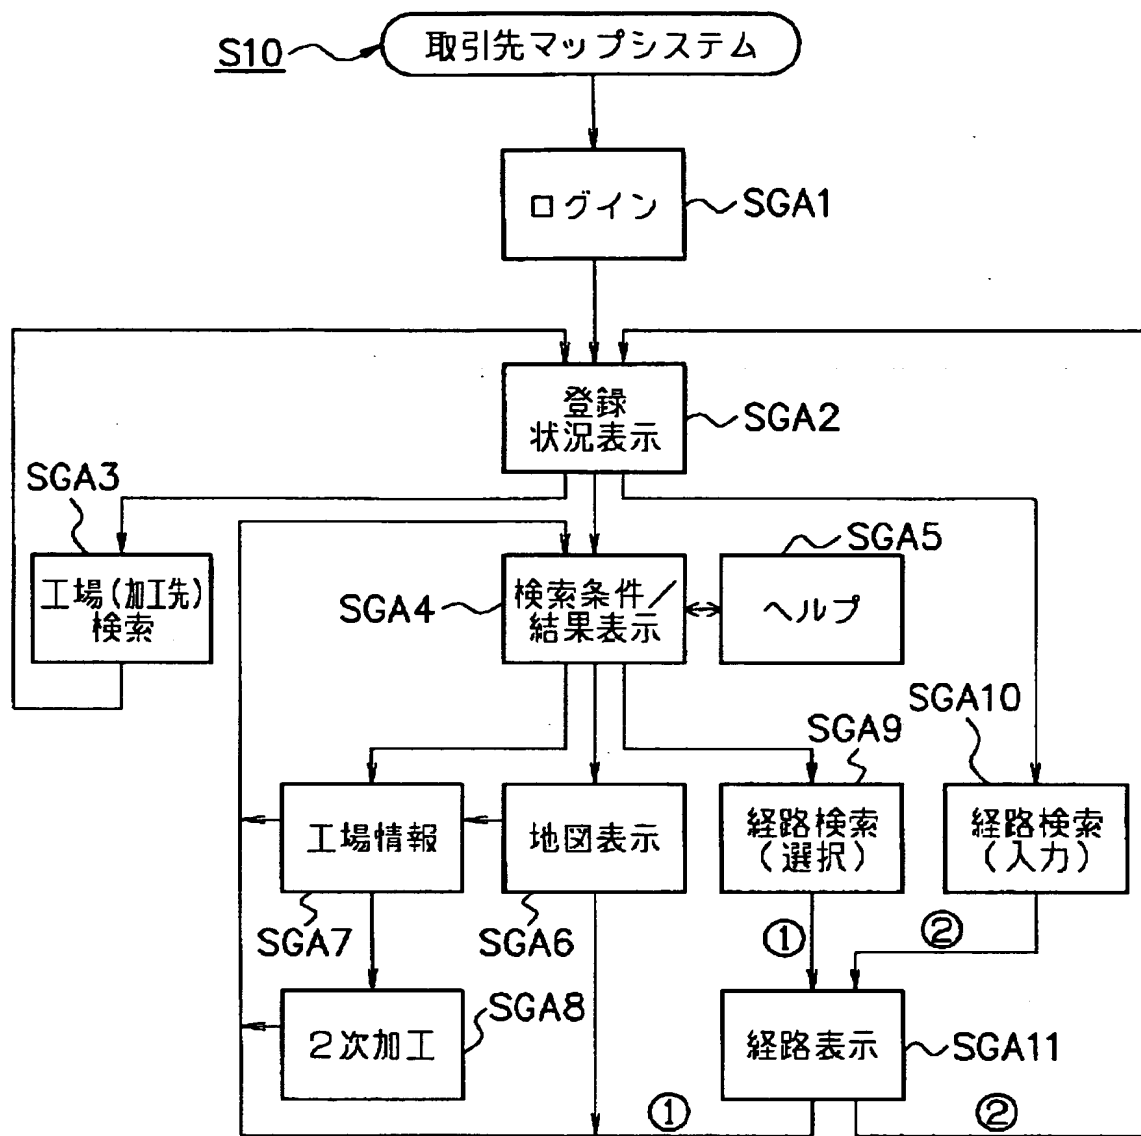 S10
取引先マップシステム
ログイン
SGA1
登録
状況表示
SGA2
SGA3
工場(加工先)
検索
SGA4
検索条件/
結果表示
SGA5
ヘルプ
SGA10
SGA9
工場情報
地図表示
経路検索
(選択)
経路検索
(入力)
SGA7
SGA6
①
②
2次加工
SGA8
経路表示
SGA11
①
②